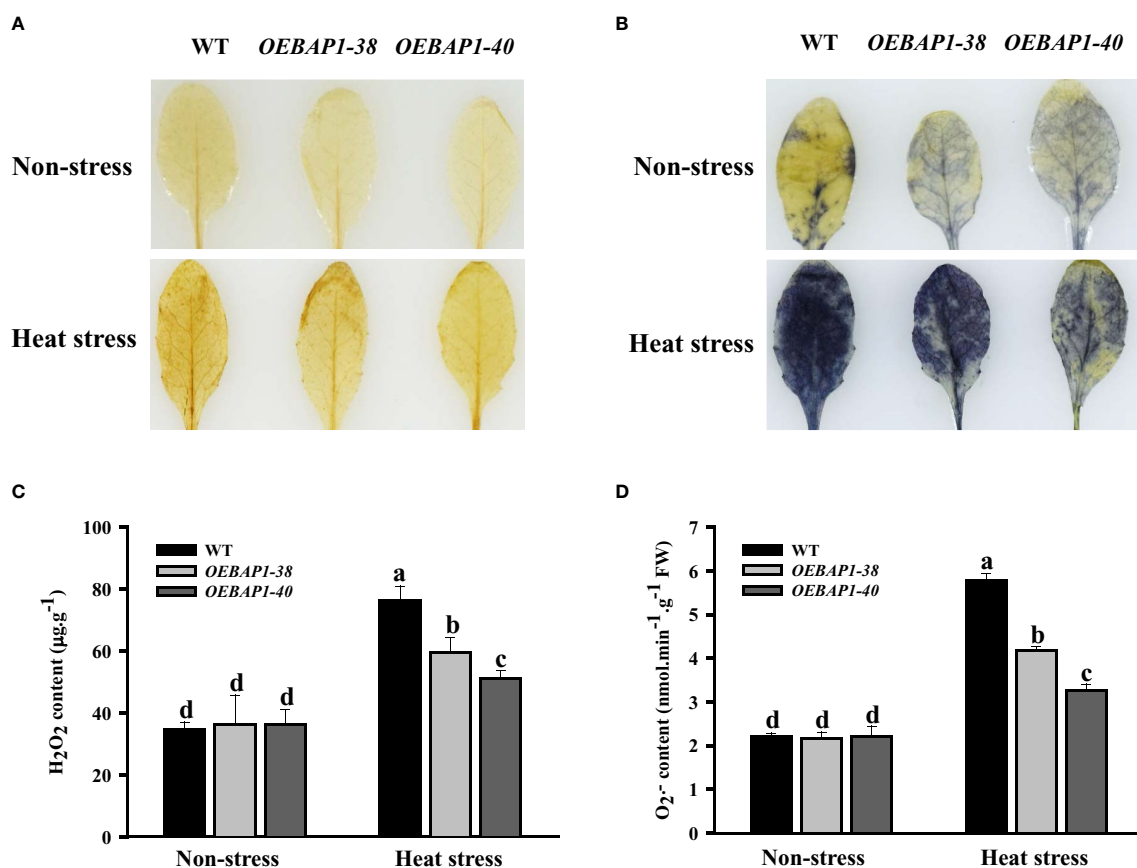 A
WT OEBAP1-38 OEBAP1-40
Non-stress
Heat stress
B
WT OEBAP1-38 OEBAP1-40
Non-stress
Heat stress
C
H2O2 content (µg.g-1)
100
80
60
40
20
0
WT
OEBAP1-38
OEBAP1-40
d
d
d
a
b
c
Non-stress Heat stress
D
O2·- content (nmol.min-1.g-1 FW)
7
6
5
4
3
2
1
0
WT
OEBAP1-38
OEBAP1-40
d
d
d
a
b
c
Non-stress Heat stress